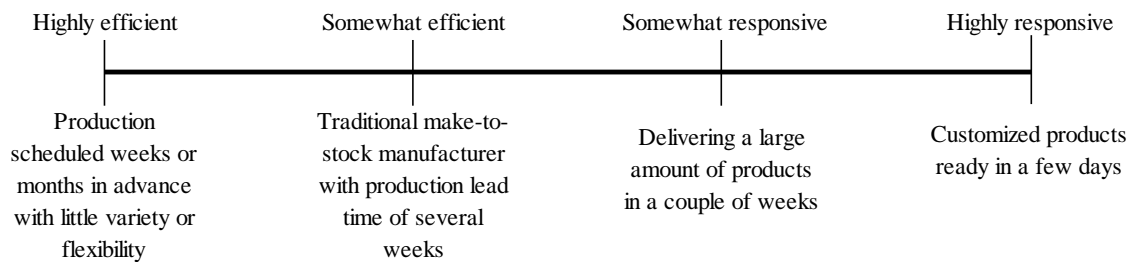 Highly efficient
Somewhat efficient
Somewhat responsive
Highly responsive
Production
scheduled weeks or
months in advance
with little variety or
flexibility
Traditional make-to-
stock manufacturer
with production lead
time of several
weeks
Delivering a large
amount of products
in a couple of weeks
Customized products
ready in a few days